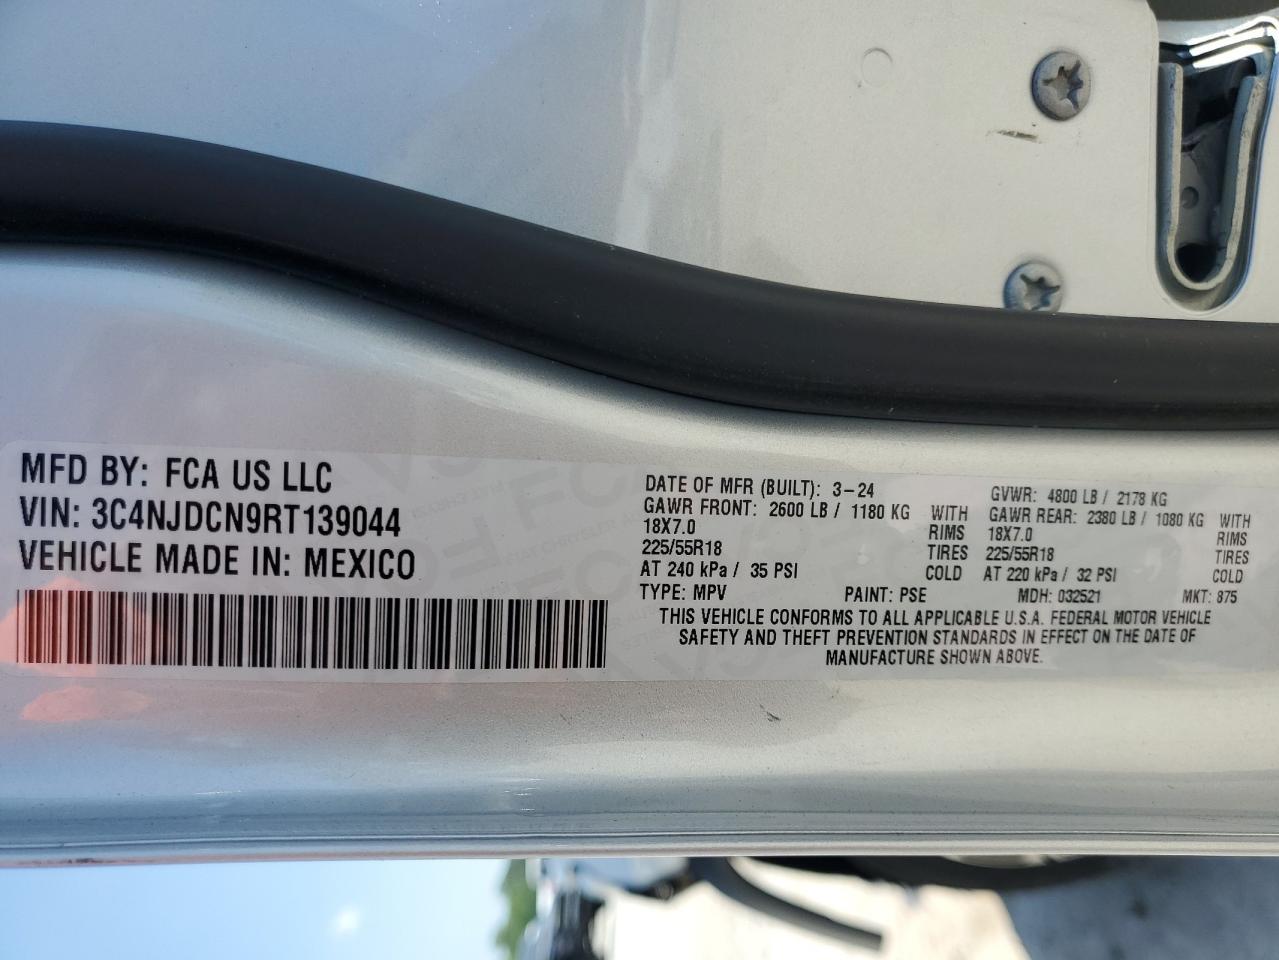 MFD BY: FCA US LLC
VIN: 3C4NJDCN9RT139044
VEHICLE MADE IN: MEXICO
DATE OF MFR (BUILT): 3-24 GVWR: 4800 LB / 2178 KG
GAWR FRONT: 2600 LB / 1180 KG WITH GAWR REAR: 2380 LB / 1080 KG WITH
18X7.0 RIMS 18X7.0 RIMS
225/55R18 TIRES 225/55R18 TIRES
AT 240 kPa / 35 PSI COLD AT 220 kPa / 32 PSI COLD
TYPE: MPV PAINT: PSE MDH: 032521 MKT: 875
THIS VEHICLE CONFORMS TO ALL APPLICABLE U.S.A. FEDERAL MOTOR VEHICLE
SAFETY AND THEFT PREVENTION STANDARDS IN EFFECT ON THE DATE OF
MANUFACTURE SHOWN ABOVE.